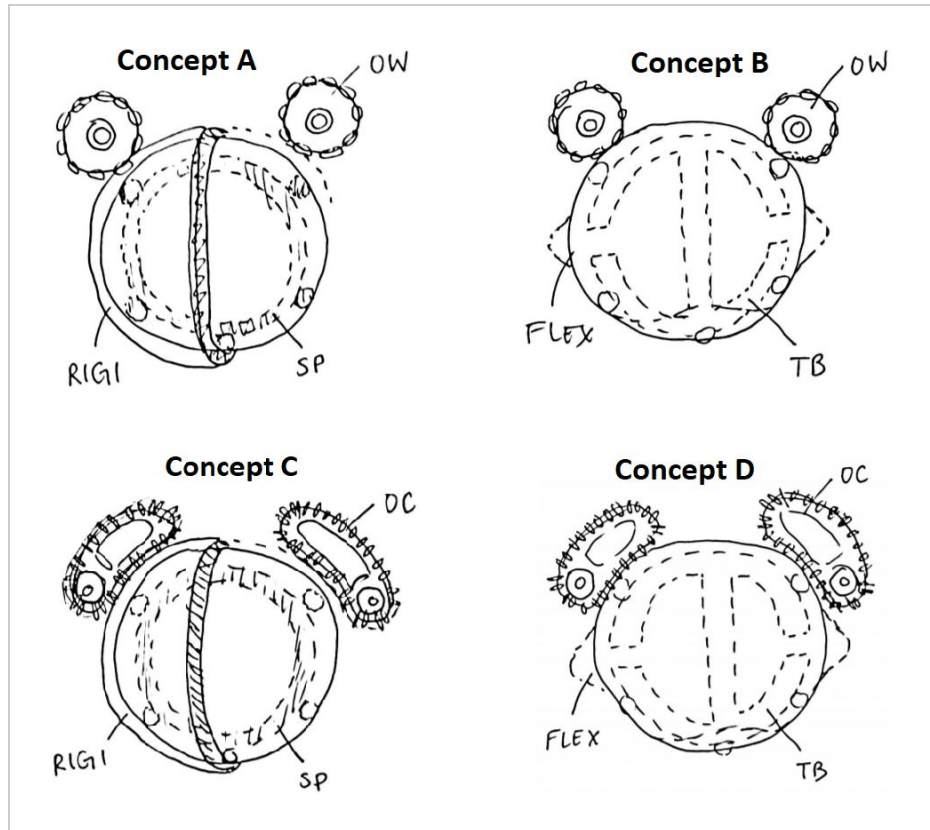 Concept A
OW
Concept B
OW
RIGI
SP
FLEX
TB
Concept C
OC
Concept D
OC
RIGI
SP
FLEX
TB